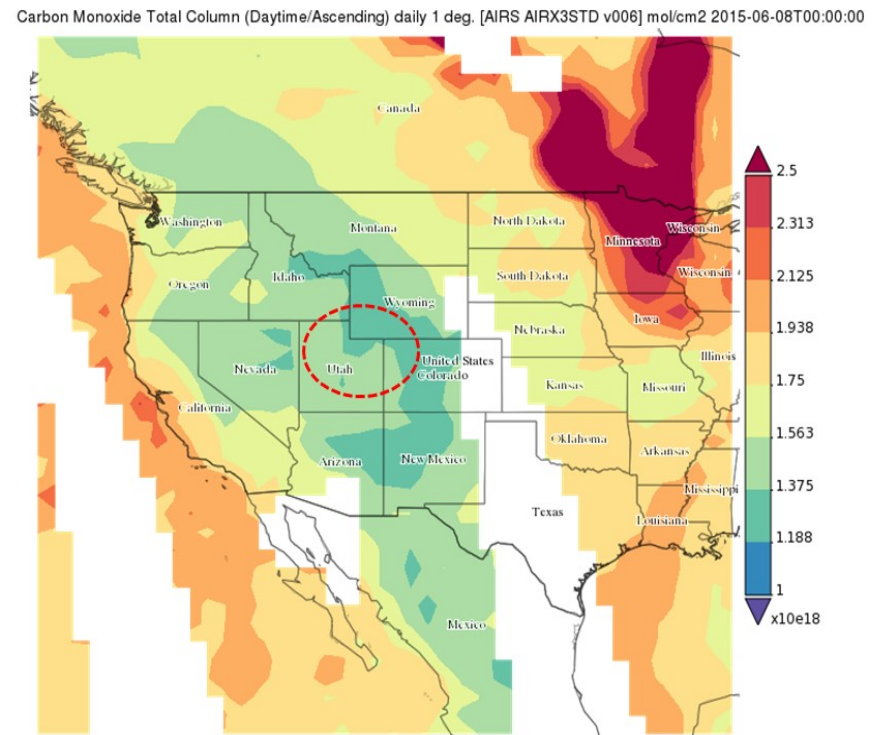 Carbon Monoxide Total Column (Daytime/Ascending) daily 1 deg. [AIRS AIRX3STD v006] mol/cm2 2015-06-08T00:00:00
Canada
Washington
Montana
North Dakota
Minnesota
Wisconsin
Oregon
Idaho
South Dakota
Wisconsin
Wyoming
Nebraska
Iowa
Nevada
Utah
United States
Colorado
Kansas
Missouri
Illinois
California
Oklahoma
Arkansas
Arizona
New Mexico
Mississippi
Texas
Louisiana
Mexico
2.5
2.313
2.125
1.938
1.75
1.563
1.375
1.188
1
x10e18